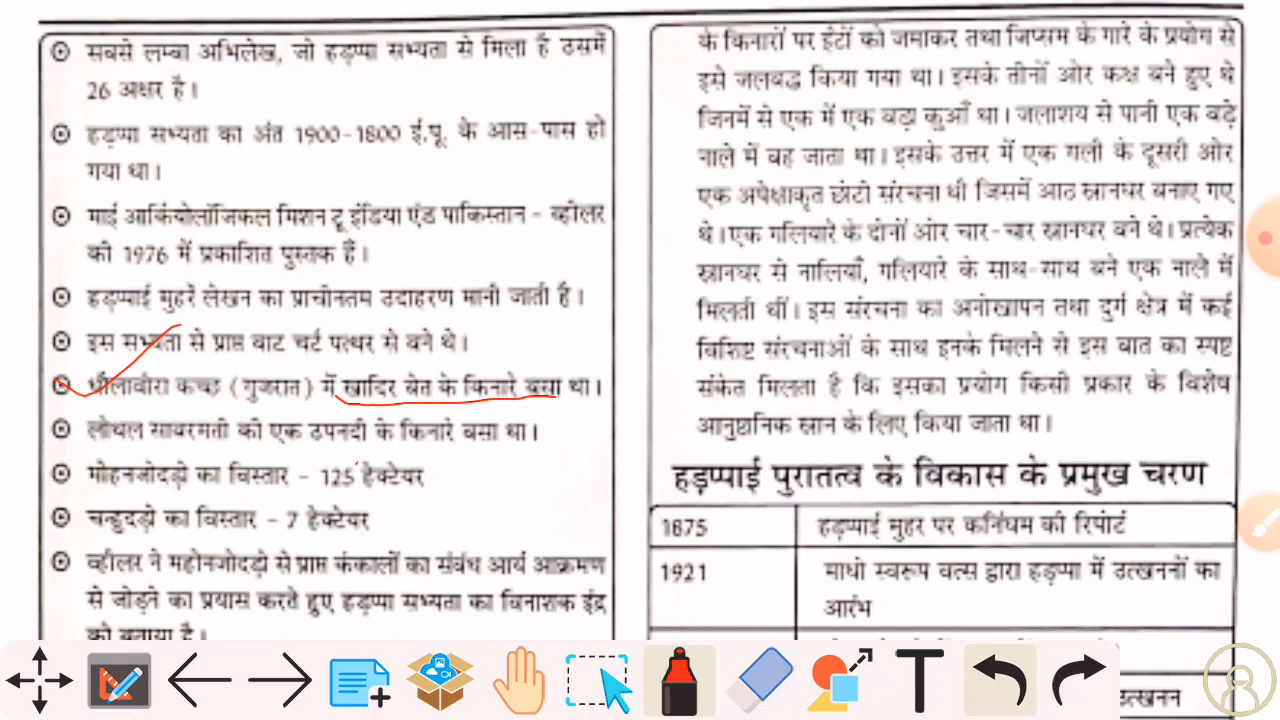 सबसे लम्बा अभिलेख, जो हड़प्पा सभ्यता से मिला है उसमें
26 अक्षर है।
हड़प्पा सभ्यता का अंत 1900-1800 ई.पू. के आस-पास हो
गया था।
माई आर्कियोलॉजिकल मिशन टू इंडिया एंड पाकिस्तान - व्हीलर
की 1976 में प्रकाशित पुस्तक है।
हड़प्पाई मुहरें लेखन का प्राचीनतम उदाहरण मानी जाती है।
इस सभ्यता से प्राप्त बाट चर्ट पत्थर से बने थे।
धौलावीरा कच्छ (गुजरात) में खादिर बेत के किनारे बसा था।
लोथल साबरमती की एक उपनदी के किनारे बसा था।
मोहनजोदड़ो का विस्तार - 125 हेक्टेयर
चन्हुदड़ो का विस्तार - 7 हेक्टेयर
व्हीलर ने महोनजोदड़ो से प्राप्त कंकालों का संबंध आर्य आक्रमण
से जोड़ने का प्रयास करते हुए हड़प्पा सभ्यता का विनाशक इंद्र
को बताया है।
के किनारों पर ईंटों को जमाकर तथा जिप्सम के गारे के प्रयोग से
इसे जलबद्ध किया गया था। इसके तीनों ओर कक्ष बने हुए थे
जिनमें से एक में एक बड़ा कुआँ था। जलाशय से पानी एक बड़े
नाले में बह जाता था। इसके उत्तर में एक गली के दूसरी ओर
एक अपेक्षाकृत छोटी संरचना थी जिसमें आठ स्नानघर बनाए गए
थे। एक गलियारे के दोनों ओर चार-चार स्नानघर बने थे। प्रत्येक
स्नानघर से नालियाँ, गलियारे के साथ-साथ बने एक नाले में
मिलती थीं। इस संरचना का अनोखापन तथा दुर्ग क्षेत्र में कई
विशिष्ट संरचनाओं के साथ इनके मिलने से इस बात का स्पष्ट
संकेत मिलता है कि इसका प्रयोग किसी प्रकार के विशेष
आनुष्ठानिक स्नान के लिए किया जाता था।
हड़प्पाई पुरातत्व के विकास के प्रमुख चरण
1875 हड़प्पाई मुहर पर कनिंघम की रिपोर्ट
1921 माधो स्वरूप वत्स द्वारा हड़प्पा में उत्खननों का
आरंभ
उत्खनन
T